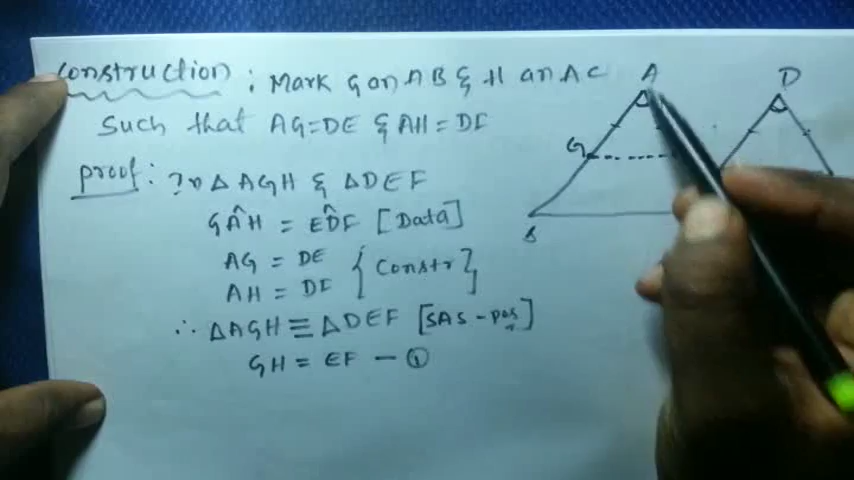 Construction : Mark G on AB & H on AC
Such that AG=DE & AH=DF
proof: In △AGH & △DEF
GÂH = ED̂F [Data]
AG = DE
AH = DF { Constr }
∴ △AGH ≡ △DEF [SAS - pos]
GH = EF — ①
A
D
G
B